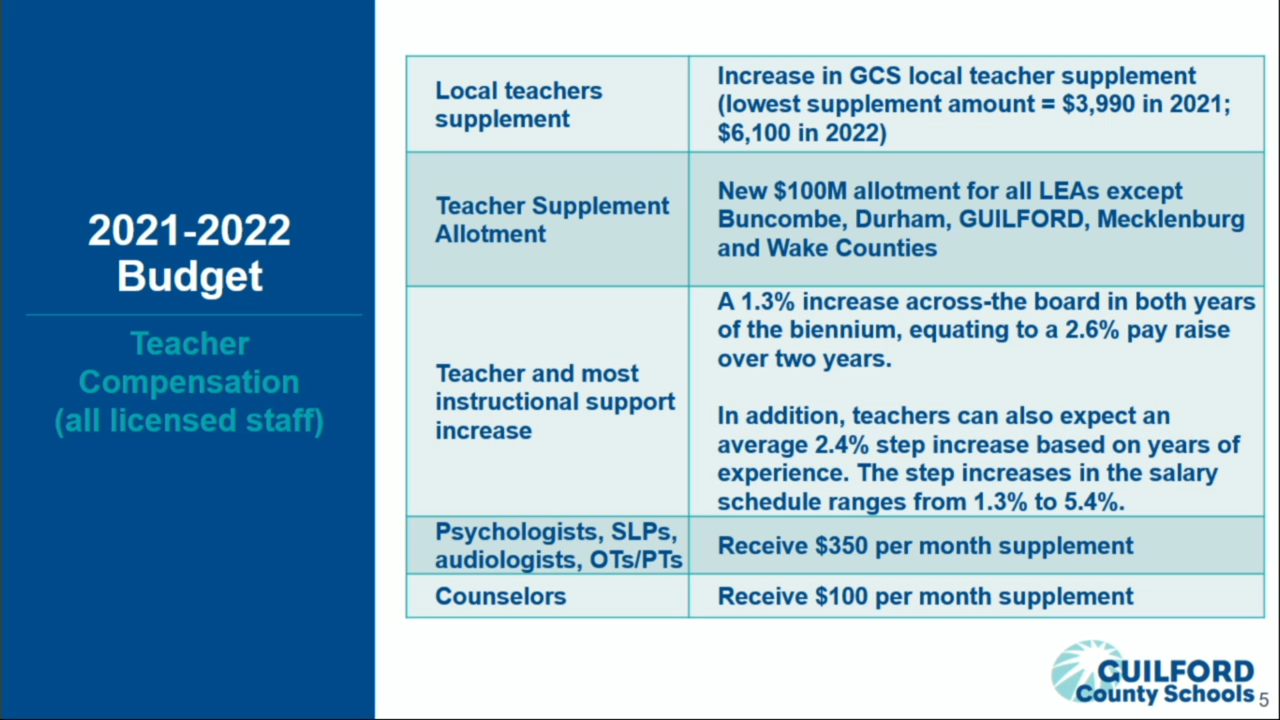 2021-2022
Budget
Teacher
Compensation
(all licensed staff)
Local teachers
supplement
Increase in GCS local teacher supplement
(lowest supplement amount = $3,990 in 2021;
$6,100 in 2022)
Teacher Supplement
Allotment
New $100M allotment for all LEAs except
Buncombe, Durham, GUILFORD, Mecklenburg
and Wake Counties
Teacher and most
instructional support
increase
A 1.3% increase across-the board in both years
of the biennium, equating to a 2.6% pay raise
over two years.
In addition, teachers can also expect an
average 2.4% step increase based on years of
experience. The step increases in the salary
schedule ranges from 1.3% to 5.4%.
Psychologists, SLPs,
audiologists, OTs/PTs
Receive $350 per month supplement
Counselors
Receive $100 per month supplement
GUILFORD
County Schools
5